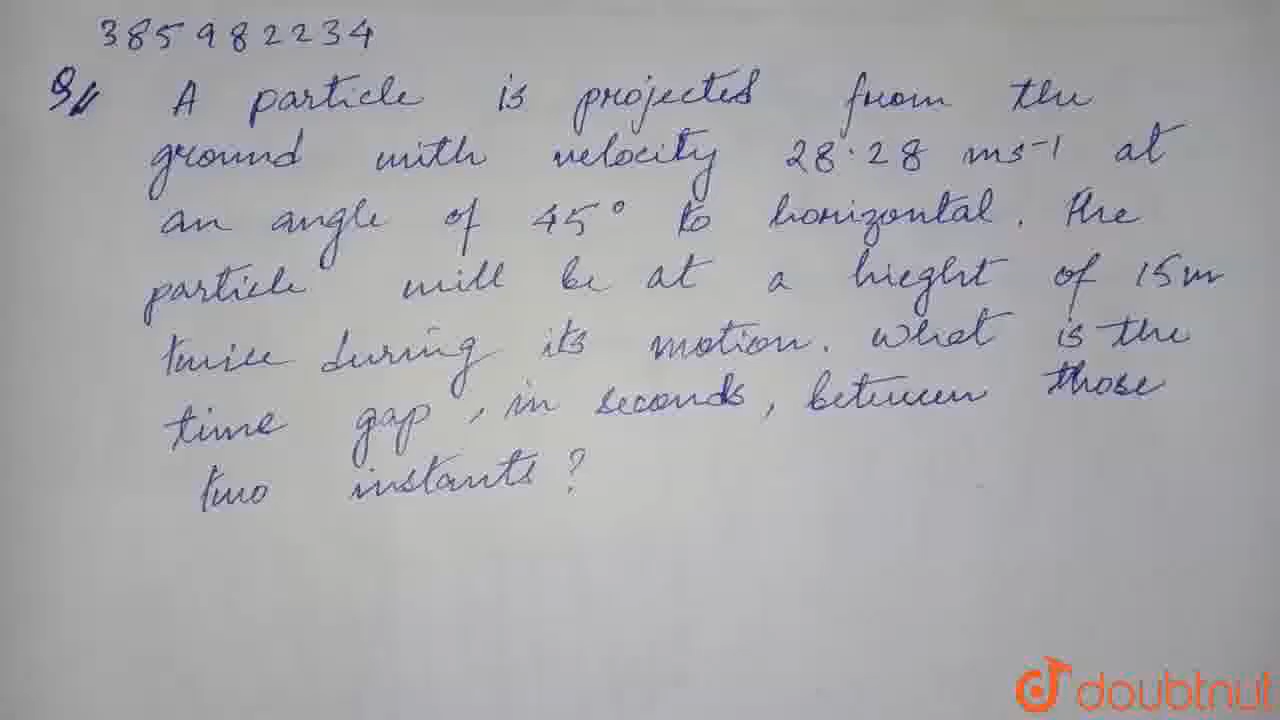 385982234
Q// A particle is projected from the
ground with velocity 28.28 ms⁻¹ at
an angle of 45° to horizontal. The
particle will be at a hieght of 15m
twice during its motion. What is the
time gap, in seconds, between those
two instants?
doubtnut